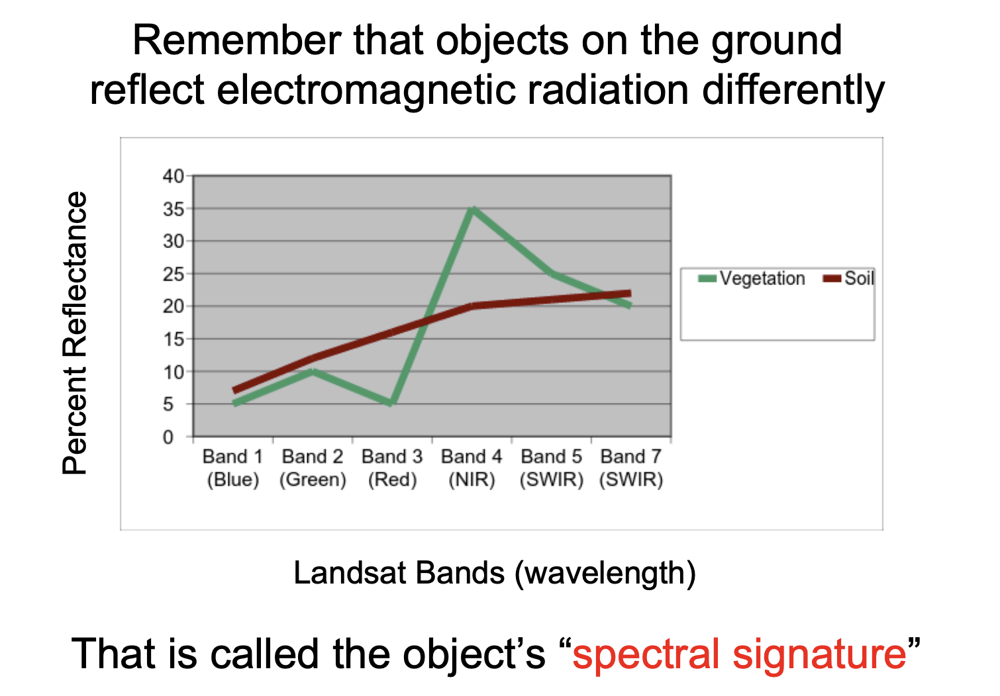 Remember that objects on the ground
reflect electromagnetic radiation differently
Percent Reflectance
40
35
30
25
20
15
10
5
0
Band 1 Band 2 Band 3 Band 4 Band 5 Band 7
(Blue) (Green) (Red) (NIR) (SWIR) (SWIR)
Vegetation Soil
Landsat Bands (wavelength)
That is called the object’s “spectral signature”